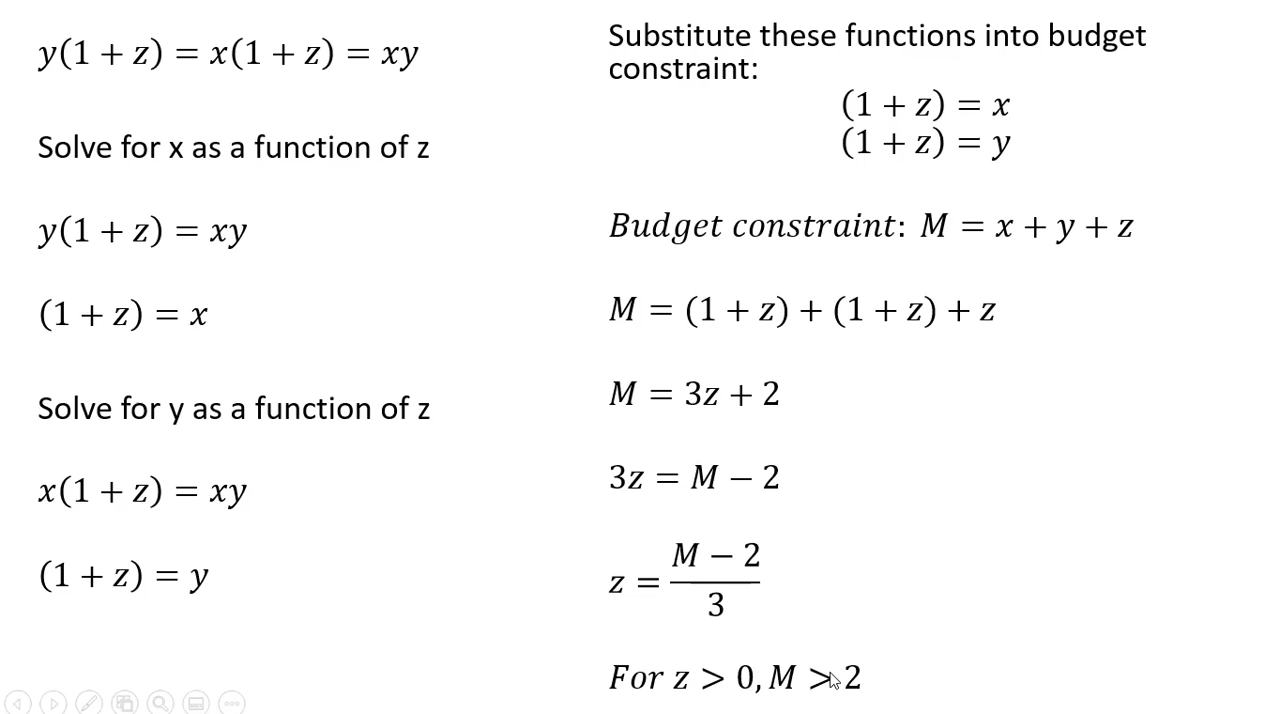 y(1 + z) = x(1 + z) = xy
Solve for x as a function of z
y(1 + z) = xy
(1 + z) = x
Solve for y as a function of z
x(1 + z) = xy
(1 + z) = y
Substitute these functions into budget
constraint:
(1 + z) = x
(1 + z) = y
Budget constraint: M = x + y + z
M = (1 + z) + (1 + z) + z
M = 3z + 2
3z = M − 2
z = (M − 2)/3
For z > 0, M > 2